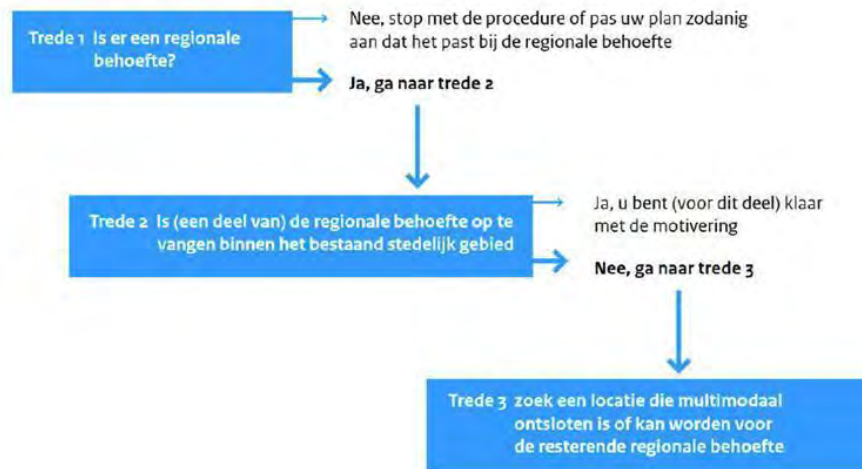 Trede 1 Is er een regionale
behoefte?
Nee, stop met de procedure of pas uw plan zodanig
aan dat het past bij de regionale behoefte
Ja, ga naar trede 2
Trede 2 Is (een deel van) de regionale behoefte op te
vangen binnen het bestaand stedelijk gebied
Ja, u bent (voor dit deel) klaar
met de motivering
Nee, ga naar trede 3
Trede 3 zoek een locatie die multimodaal
ontsloten is of kan worden voor
de resterende regionale behoefte